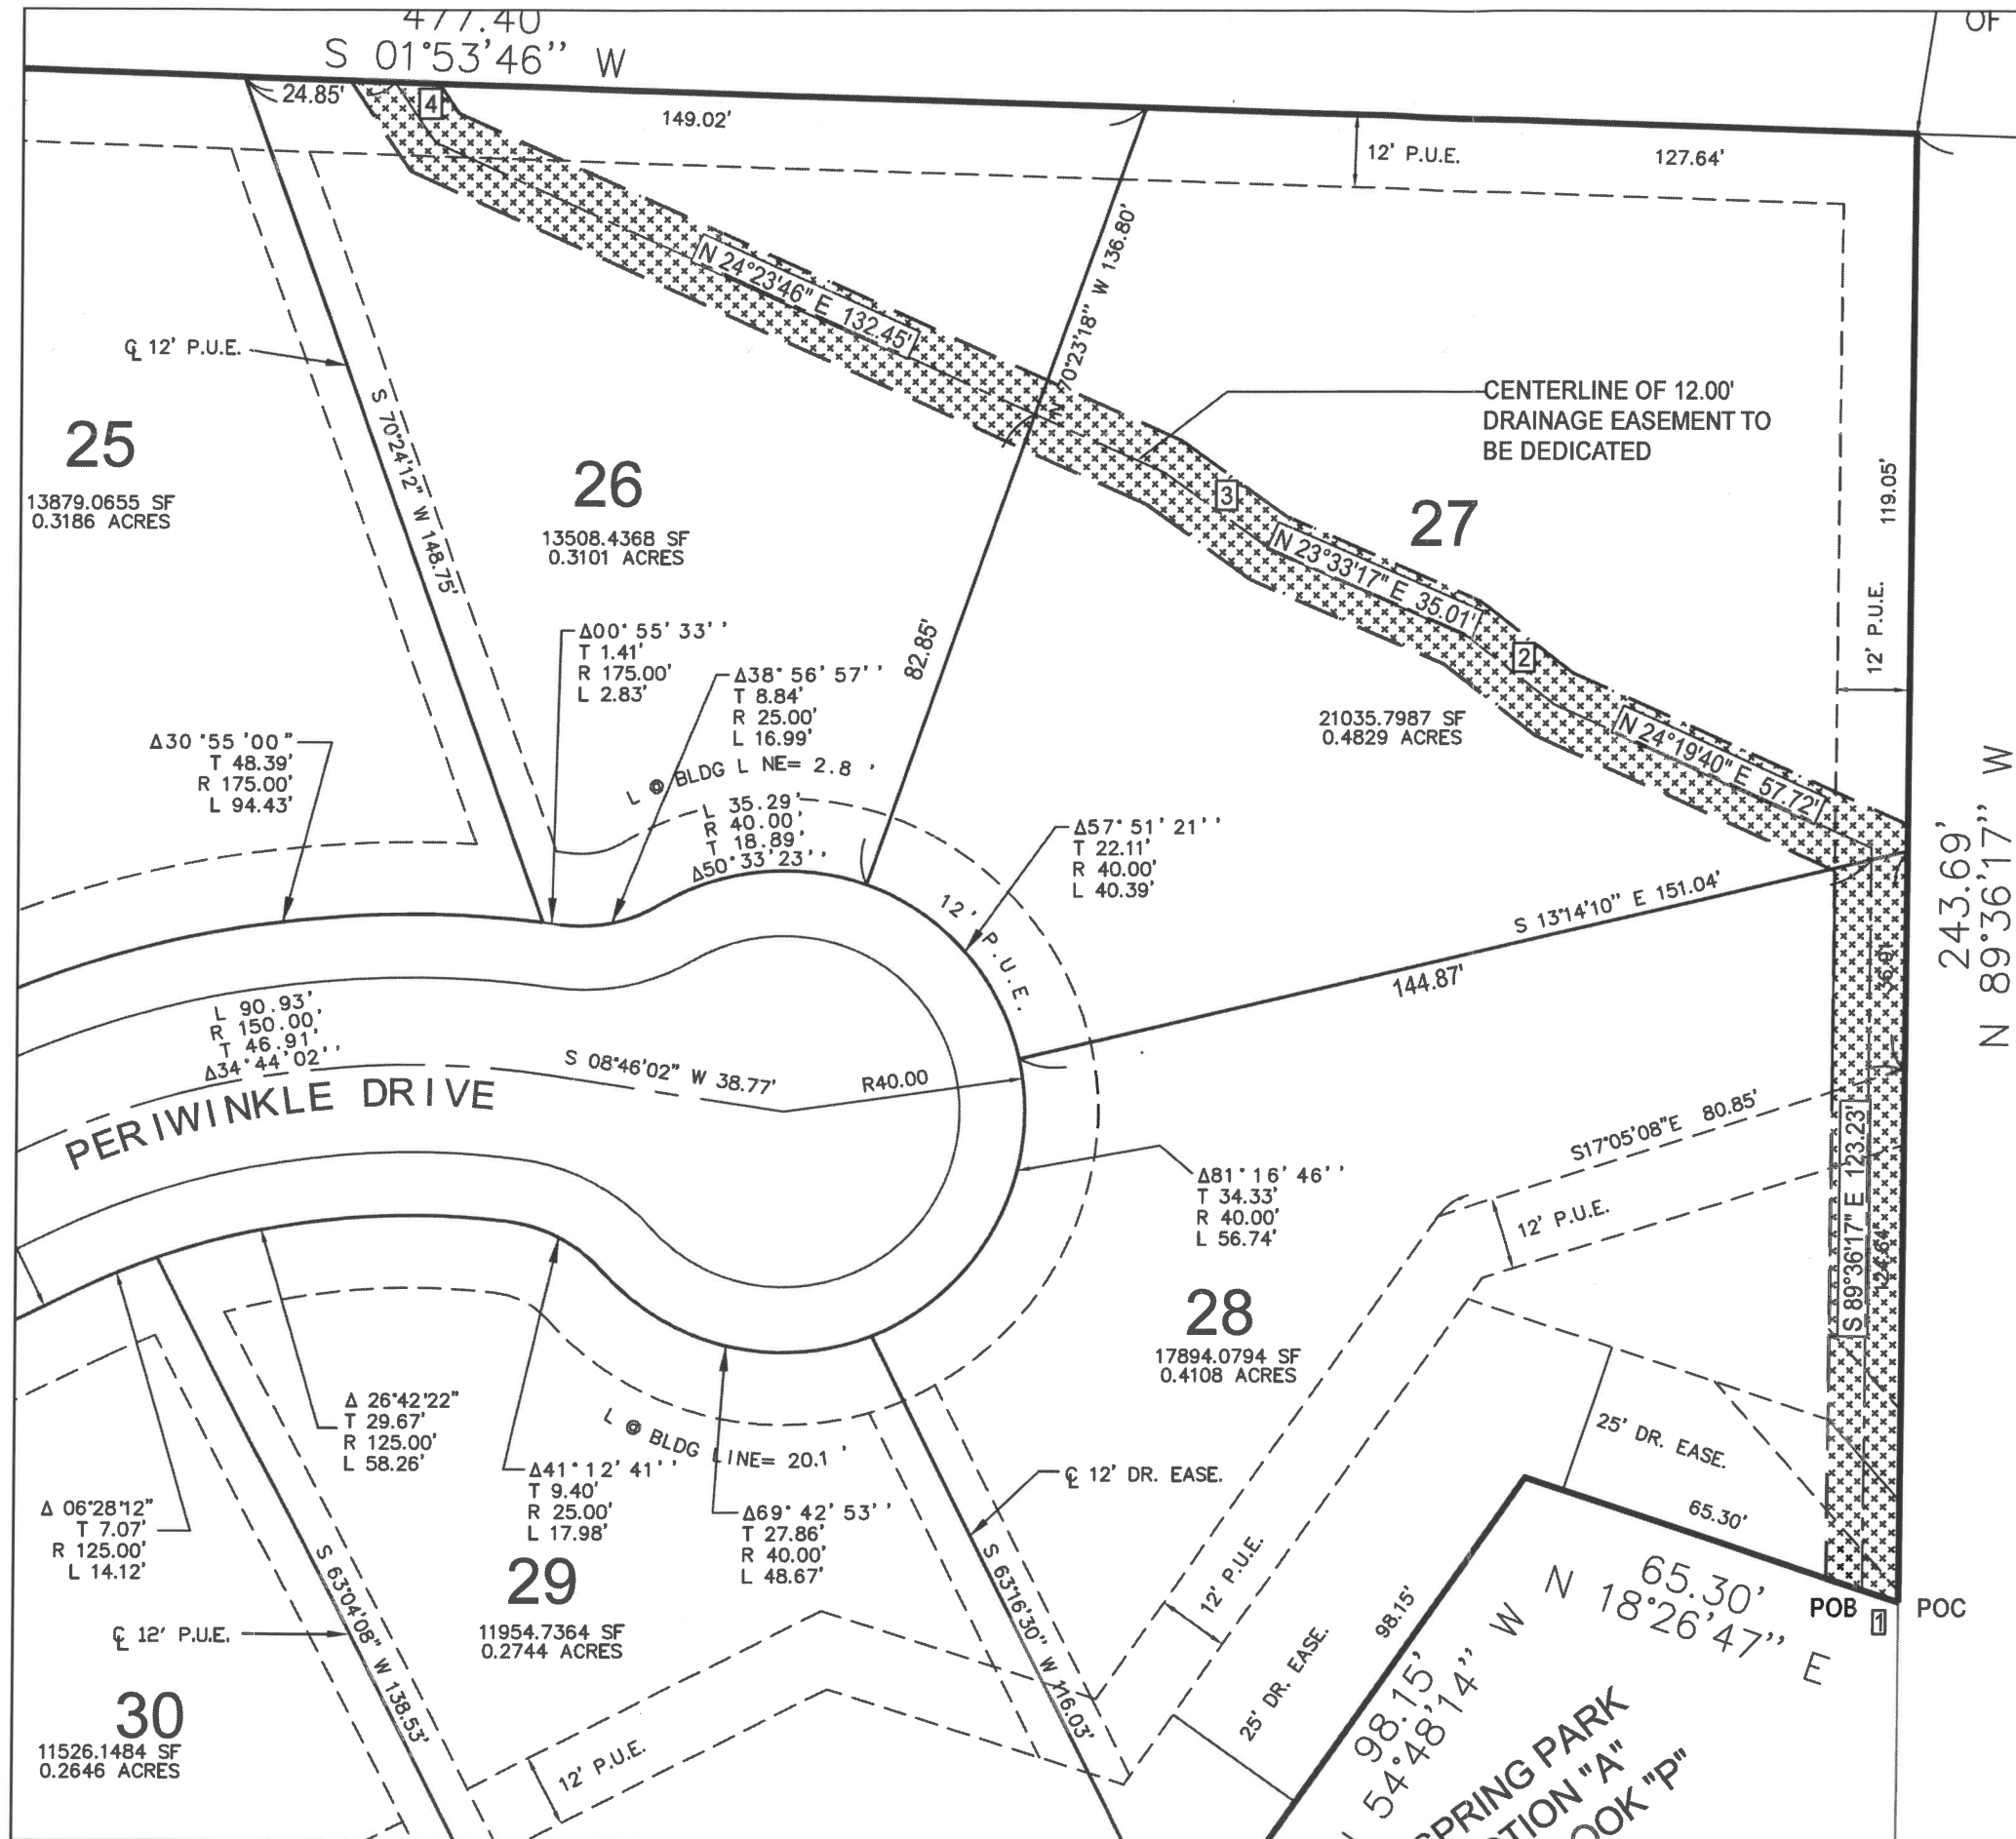 477.40
S 01°53'46'' W
OF
24.85'
4
149.02'
12' P.U.E.
127.64'
N 24°23'46" E 132.45'
N 70°23'18'' W 136.80'
℄ 12' P.U.E.
S 70°24'12'' W 148.75'
CENTERLINE OF 12.00'
DRAINAGE EASEMENT TO
BE DEDICATED
25
13879.0655 SF
0.3186 ACRES
26
13508.4368 SF
0.3101 ACRES
3
27
N 23°33'17" E 35.01'
119.05'
12' P.U.E.
2
82.85'
21035.7987 SF
0.4829 ACRES
N 24°19'40" E 57.72'
Δ00°55'33''
T 1.41'
R 175.00'
L 2.83'
Δ38°56'57''
T 8.84'
R 25.00'
L 16.99'
Δ30°55'00"
T 48.39'
R 175.00'
L 94.43'
L @ BLDG L NE= 2.8 '
L 35.29'
R 40.00'
T 18.89'
Δ50°33'23''
Δ57°51'21''
T 22.11'
R 40.00'
L 40.39'
12' P.U.E.
S 13°14'10'' E 151.04'
144.87'
243.69'
N 89°36'17'' W
L 90.93'
R 150.00'
T 46.91'
Δ34°44'02''
S 08°46'02'' W 38.77'
R40.00
PERIWINKLE DRIVE
S17°05'08"E 80.85'
12' P.U.E.
S 89°36'17" E 123.23'
124.64'
Δ81°16'46''
T 34.33'
R 40.00'
L 56.74'
28
17894.0794 SF
0.4108 ACRES
Δ 26°42'22"
T 29.67'
R 125.00'
L 58.26'
L @ BLDG LINE= 20.1 '
Δ41°12'41''
T 9.40'
R 25.00'
L 17.98'
Δ69°42'53''
T 27.86'
R 40.00'
L 48.67'
℄ 12' DR. EASE.
25' DR. EASE.
65.30'
Δ 06°28'12"
T 7.07'
R 125.00'
L 14.12'
S 63°04'08'' W 138.53'
29
11954.7364 SF
0.2744 ACRES
S 63°16'30'' W 116.03'
12' P.U.E.
98.15'
25' DR. EASE.
65.30'
N 18°26'47'' E
POB
1
POC
℄ 12' P.U.E.
30
11526.1484 SF
0.2646 ACRES
12' P.U.E.
98.15'
54°48'14'' W
SPRING PARK
"A"
"P"